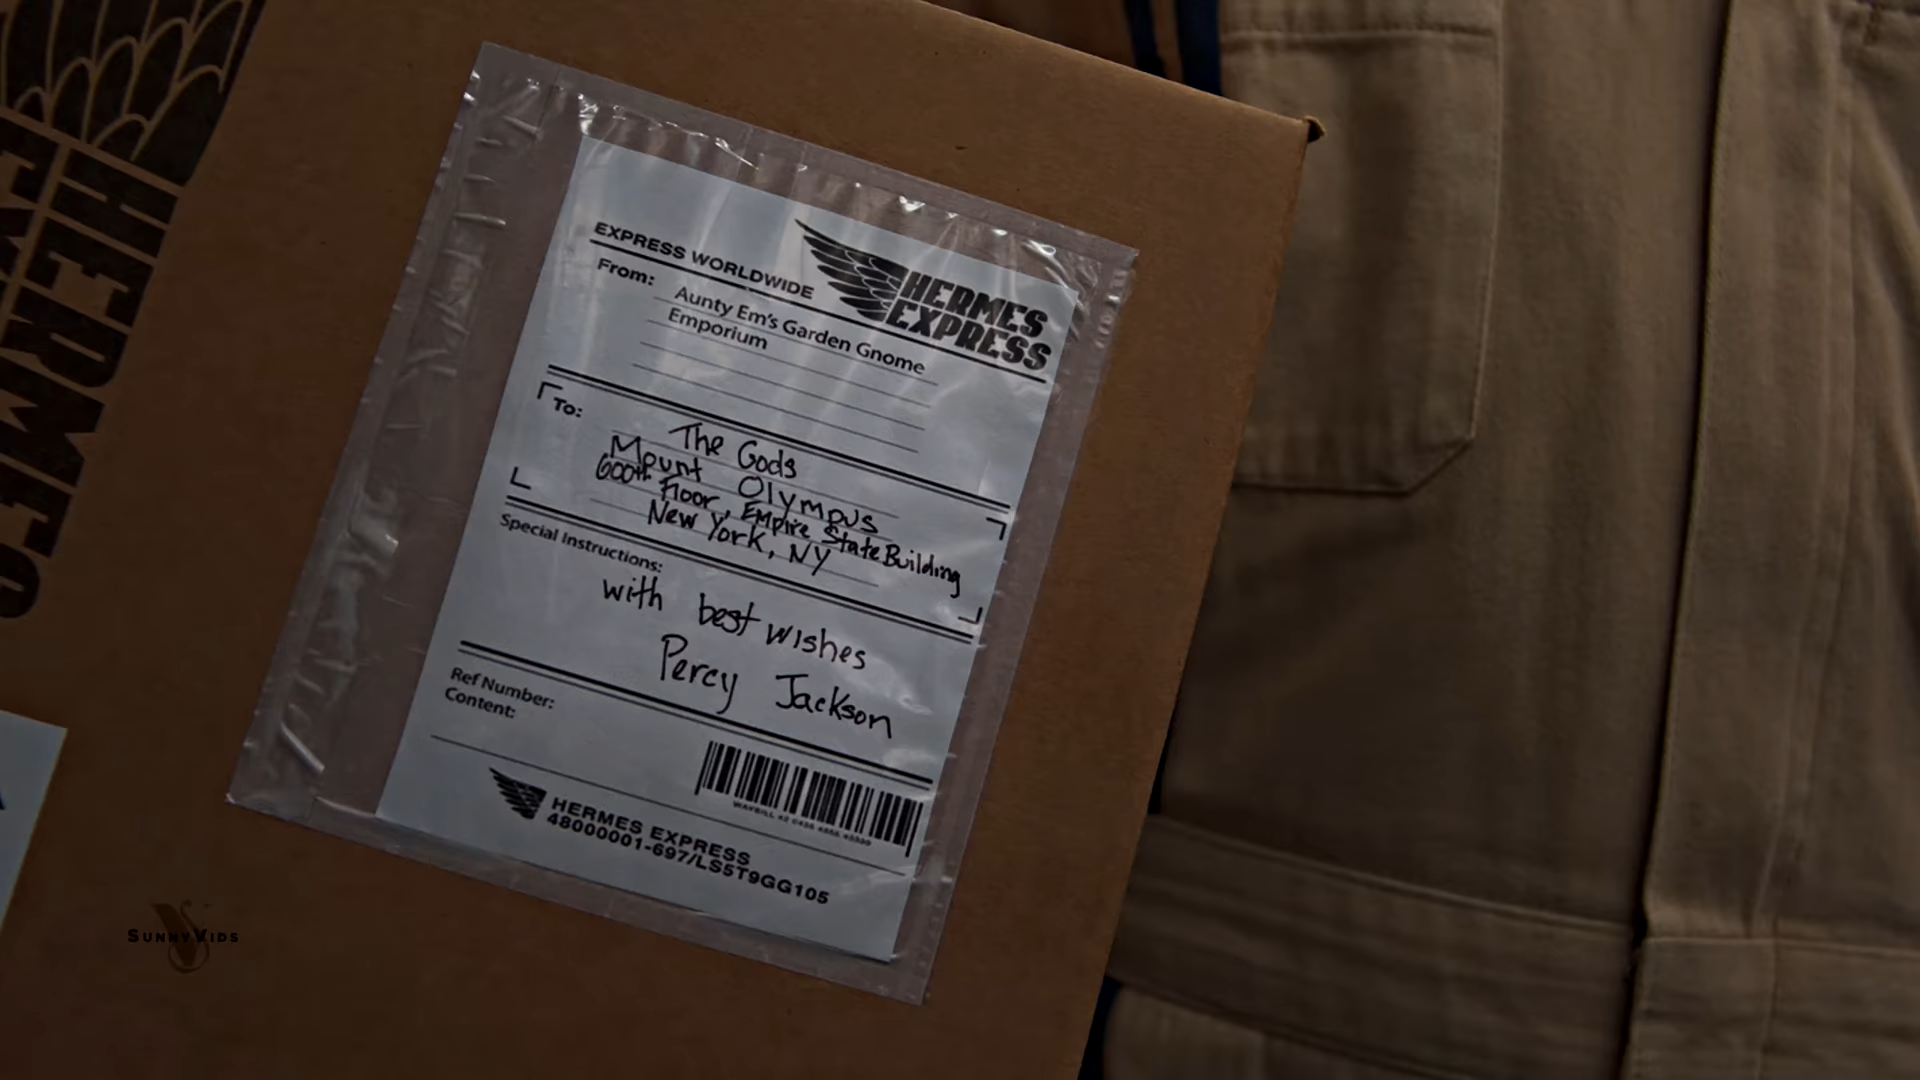 HERMES
EXPRESS WORLDWIDE
HERMES
EXPRESS
From:
Aunty Em's Garden Gnome
Emporium
To:
The Gods
Mount Olympus
600th Floor, Empire State Building
New York, NY
Special Instructions:
with best wishes
Percy Jackson
Ref Number:
Content:
HERMES EXPRESS
48000001-697/LS5T9GG105
SUNNYVIDS